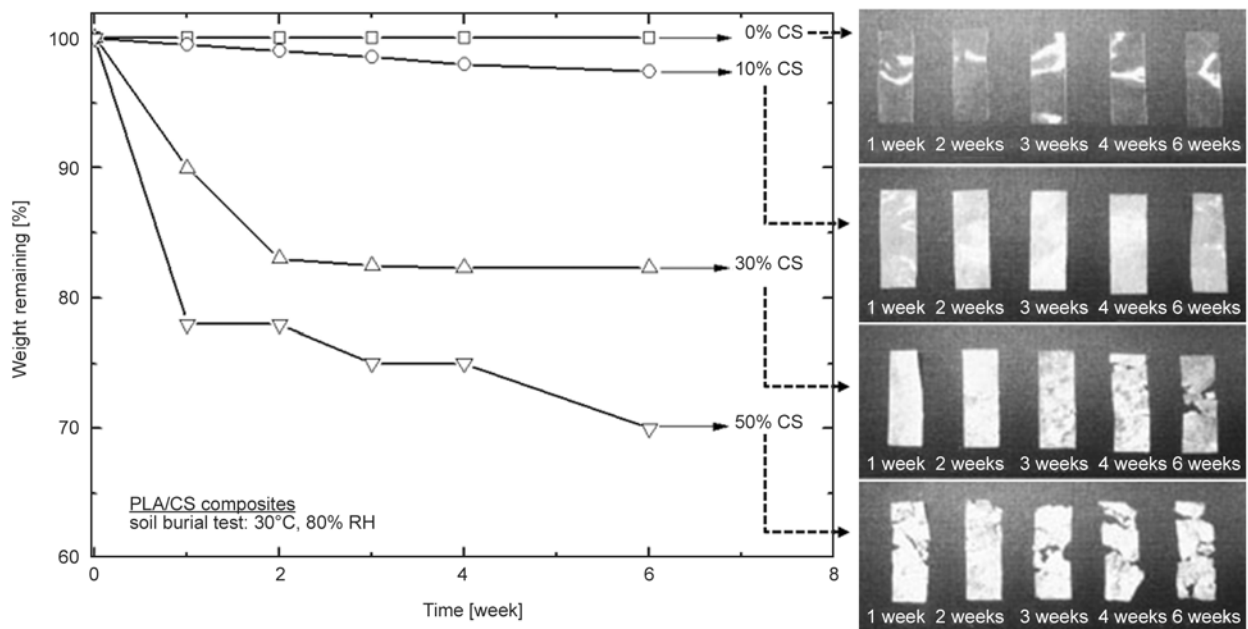 Weight remaining [%]
100
90
80
70
60
0
2
4
6
8
Time [week]
PLA/CS composites
soil burial test: 30°C, 80% RH
0% CS
10% CS
30% CS
50% CS
1 week 2 weeks 3 weeks 4 weeks 6 weeks
1 week 2 weeks 3 weeks 4 weeks 6 weeks
1 week 2 weeks 3 weeks 4 weeks 6 weeks
1 week 2 weeks 3 weeks 4 weeks 6 weeks